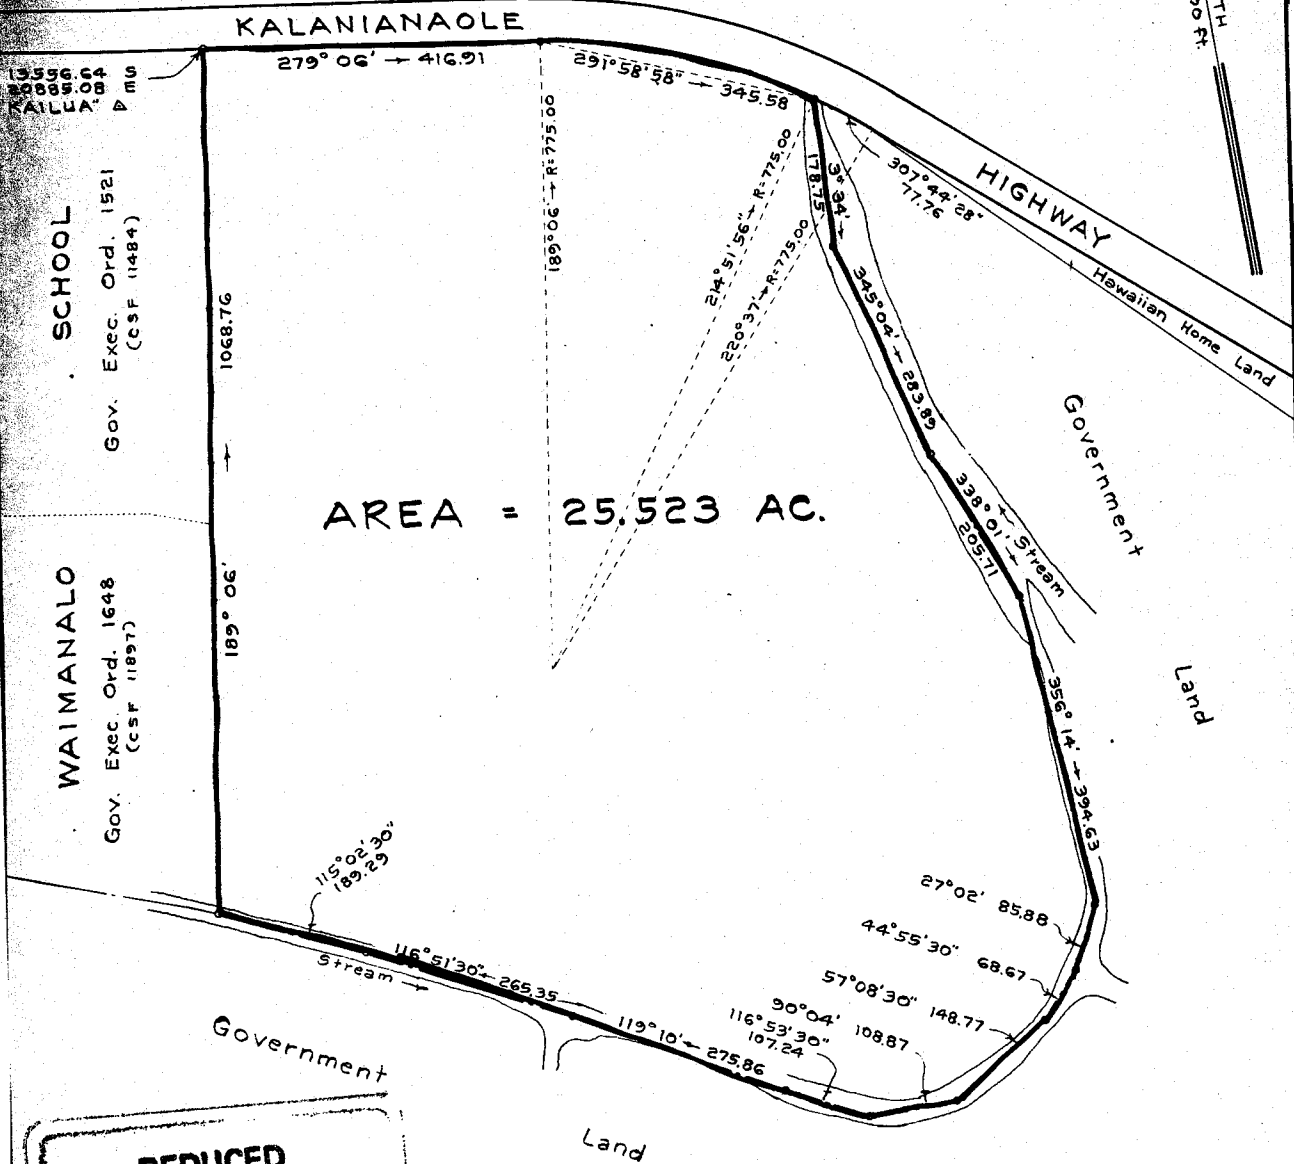 KALANIANAOLE
HIGHWAY
TH
00 Ft.
13596.64 S
20885.08 E
KAILUA" Δ
279° 06' → 416.91
291°58'58" → 345.58
189°06' → R=775.00
214°51'56" → R=775.00
220°37' → R=775.00
307°44'28"
77.76
Hawaiian Home Land
3° 34' →
178.75
345°04' → 283.89
338°01' →
205.71
Stream
Government
Land
SCHOOL
Gov. Exec. Ord. 1521
(CSF 11484)
WAIMANALO
Gov. Exec. Ord. 1648
(CSF 11897)
189° 06' → 1068.76
AREA = 25.523 AC.
356° 14' → 394.63
27°02' 85.88
44°55'30" 68.67
57°08'30" 148.77
90°04' 108.87
116°53'30"
107.24
115°02'30"
189.29
116°51'30" ← 265.35
119°10' ← 275.86
Stream →
Government
Land
REDUCED